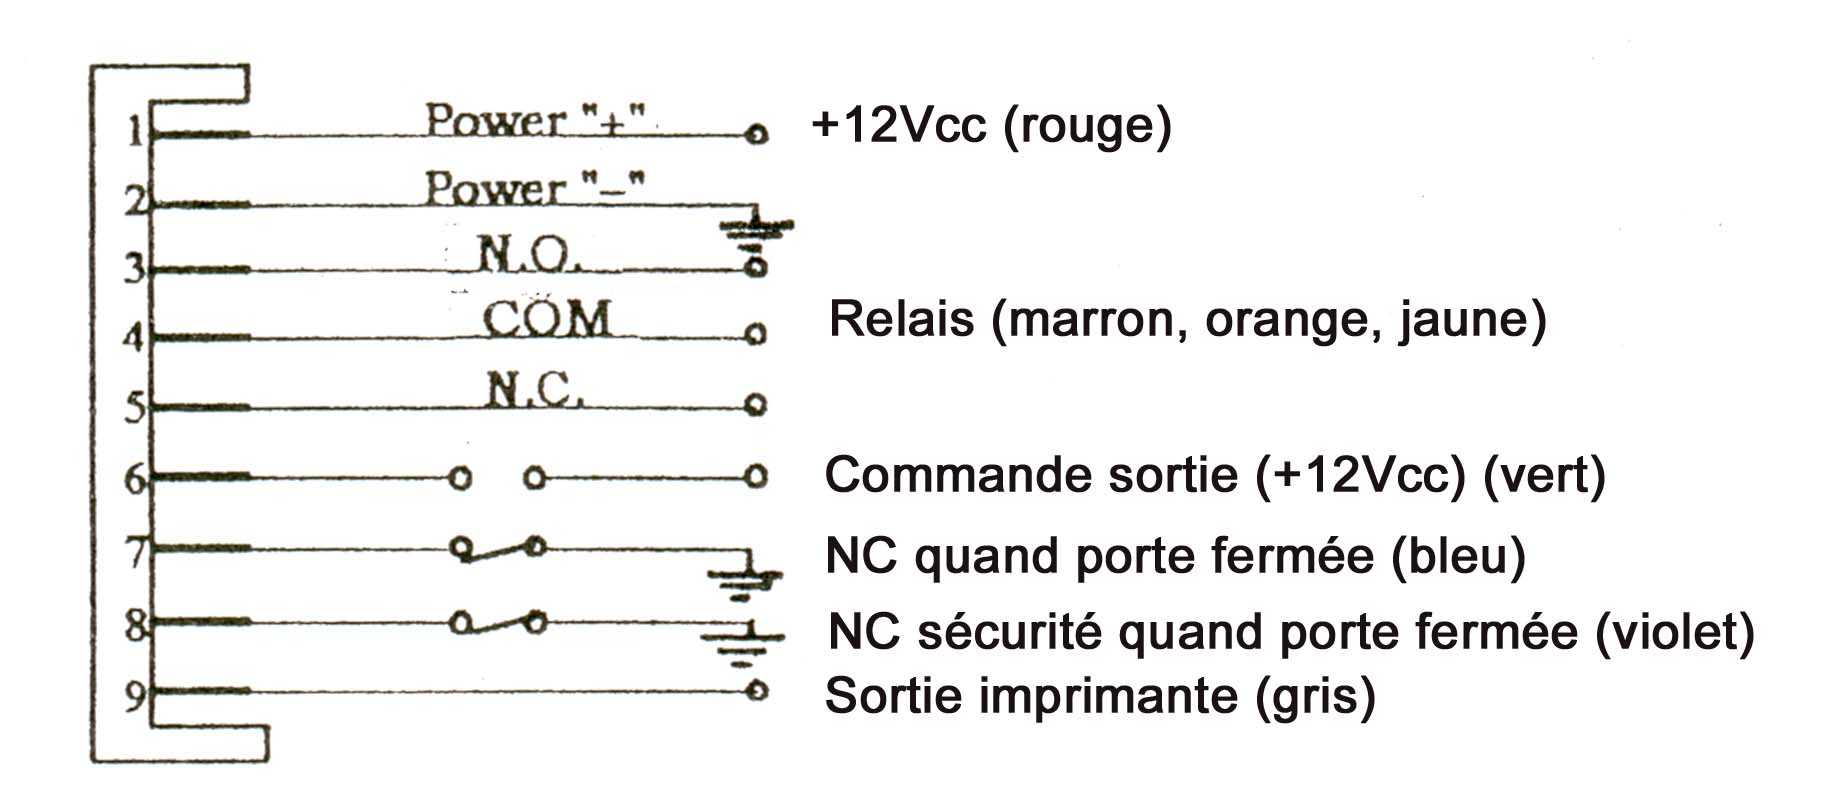 1 Power "+" +12Vcc (rouge)
2 Power "–"
3 N.O.
4 COM Relais (marron, orange, jaune)
5 N.C.
6 Commande sortie (+12Vcc) (vert)
7 NC quand porte fermée (bleu)
8 NC sécurité quand porte fermée (violet)
9 Sortie imprimante (gris)